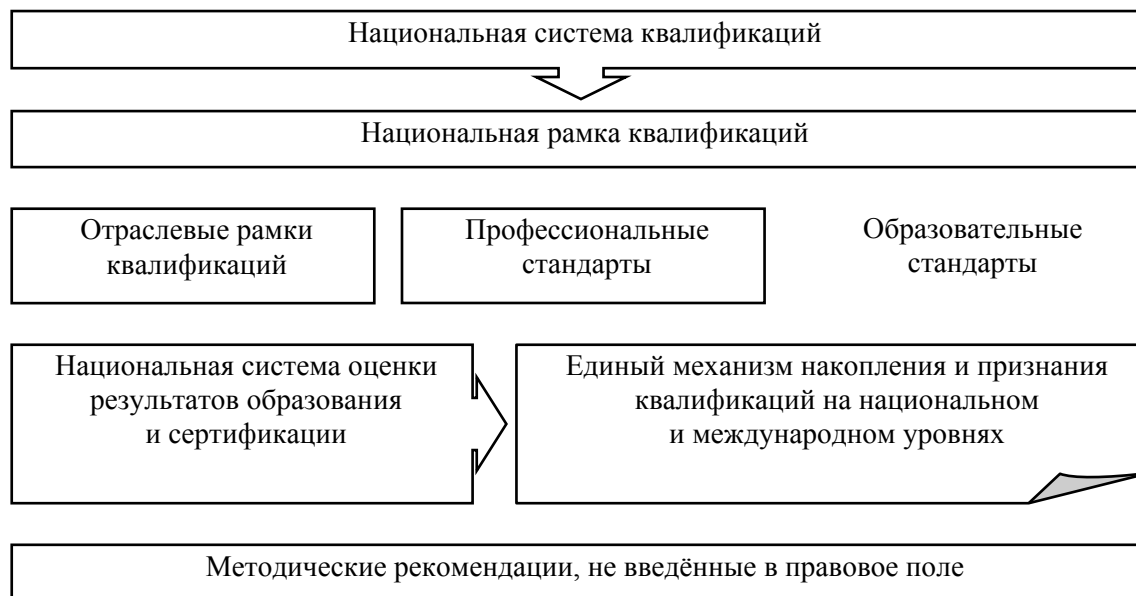 Национальная система квалификаций
Национальная рамка квалификаций
Отраслевые рамки
квалификаций
Профессиональные
стандарты
Образовательные
стандарты
Национальная система оценки
результатов образования
и сертификации
Единый механизм накопления и признания
квалификаций на национальном
и международном уровнях
Методические рекомендации, не введённые в правовое поле